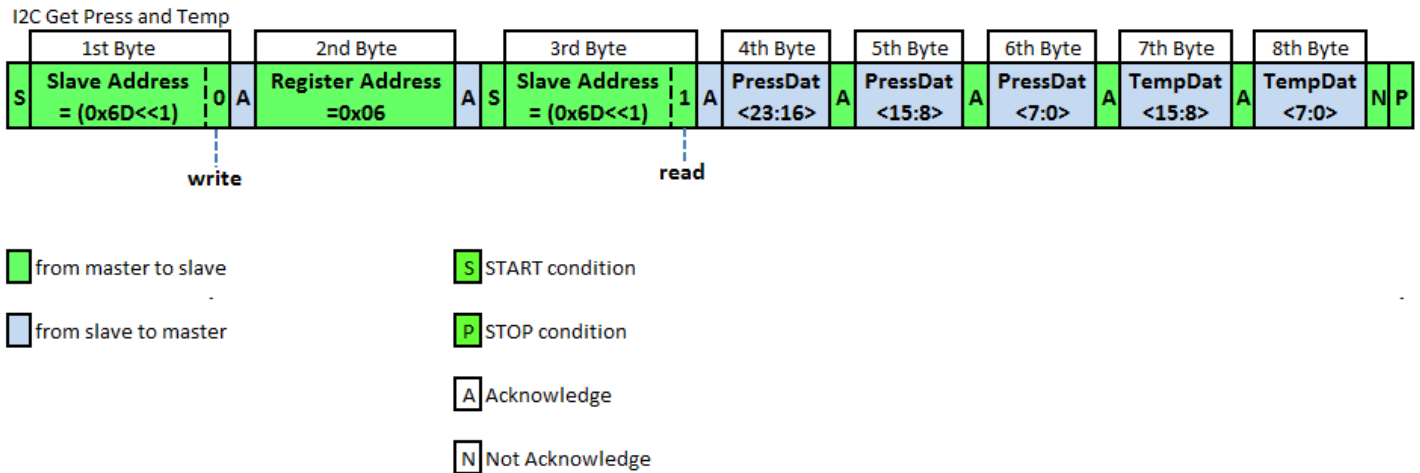 I2C Get Press and Temp
1st Byte 2nd Byte 3rd Byte 4th Byte 5th Byte 6th Byte 7th Byte 8th Byte
S Slave Address = (0x6D<<1) 0 A Register Address =0x06 A S Slave Address = (0x6D<<1) 1 A PressDat <23:16> A PressDat <15:8> A PressDat <7:0> A TempDat <15:8> A TempDat <7:0> N P
write read
from master to slave
S START condition
from slave to master
P STOP condition
A Acknowledge
N Not Acknowledge